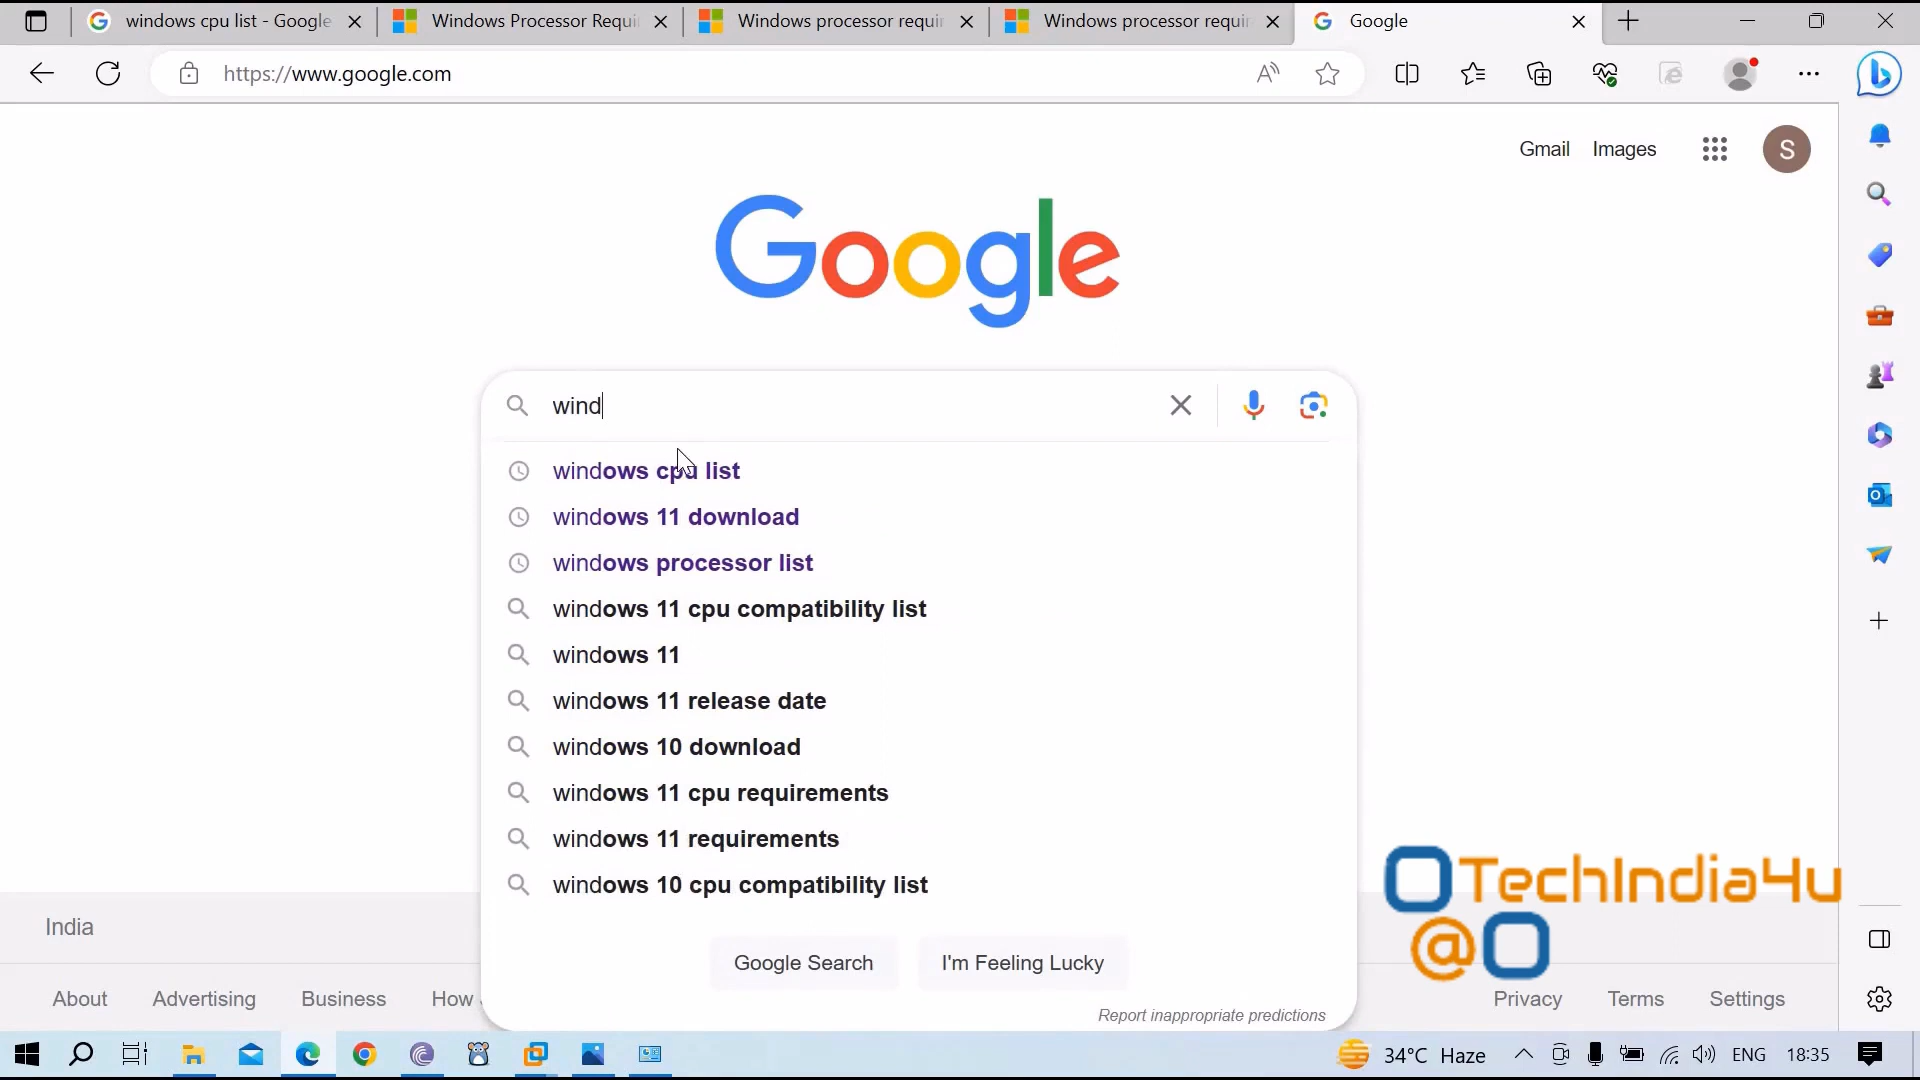 windows cpu list - Google
Windows Processor Requi
Windows processor requir
Windows processor requir
Google
https://www.google.com
Gmail Images
S
Google
wind
windows cpu list
windows 11 download
windows processor list
windows 11 cpu compatibility list
windows 11
windows 11 release date
windows 10 download
windows 11 cpu requirements
windows 11 requirements
windows 10 cpu compatibility list
Google Search I'm Feeling Lucky
Report inappropriate predictions
India
About Advertising Business How
Privacy Terms Settings
TechIndia4u
@
34°C Haze ENG 18:35